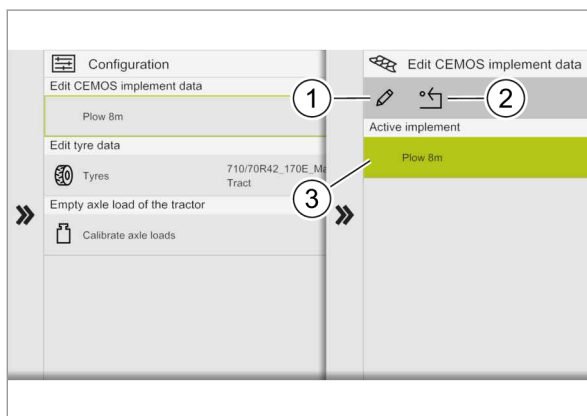 Configuration
Edit CEMOS implement data
Plow 8m
Edit tyre data
Tyres
710/70R42_170E_Ma
Tract
Empty axle load of the tractor
Calibrate axle loads
Edit CEMOS implement data
1
2
Active implement
Plow 8m
3